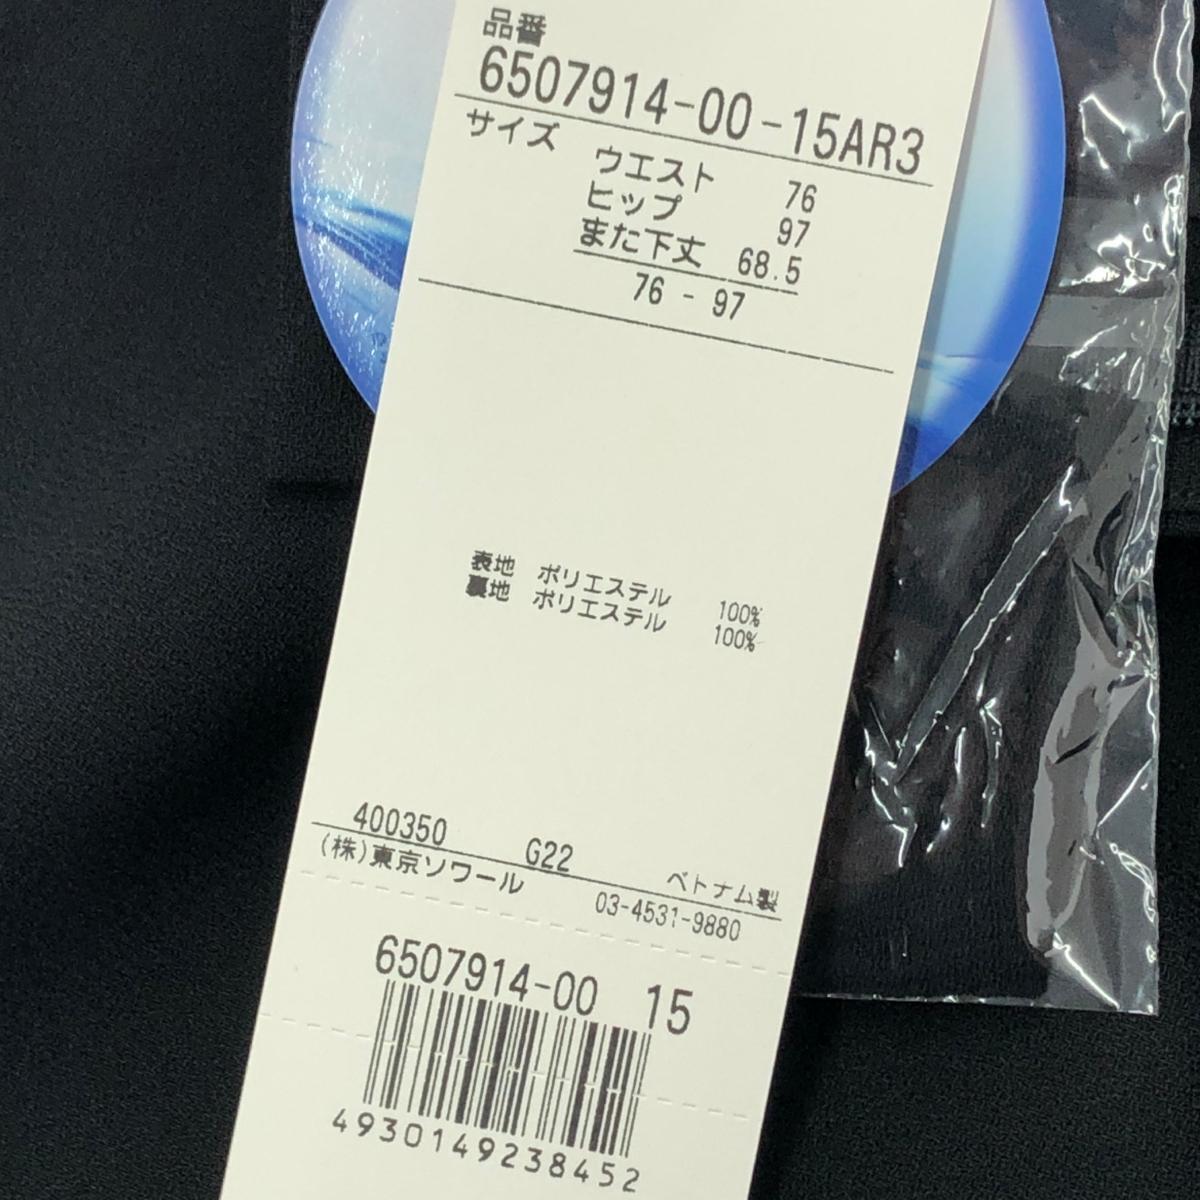 品番
6507914-00-15AR3
サイズ
ウエスト 76
ヒップ 97
また下丈 68.5
76 - 97
表地 ポリエステル 100%
裏地 ポリエステル 100%
400350 G22 ベトナム製
(株)東京ソワール 03-4531-9880
6507914-00 15
4930149238452